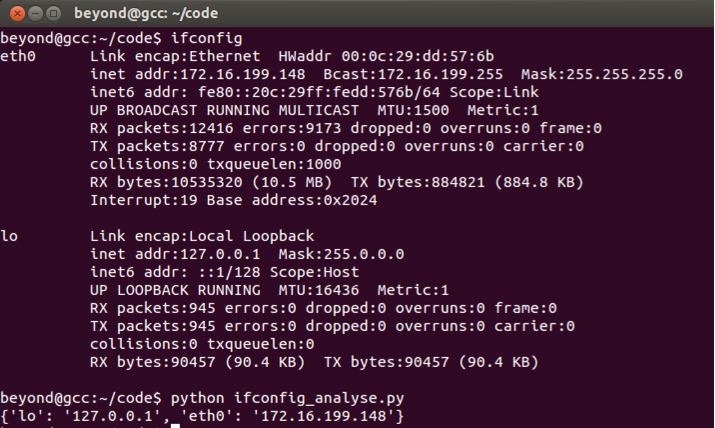 beyond@gcc: ~/code
beyond@gcc:~/code$ ifconfig
eth0      Link encap:Ethernet  HWaddr 00:0c:29:dd:57:6b
          inet addr:172.16.199.148  Bcast:172.16.199.255  Mask:255.255.255.0
          inet6 addr: fe80::20c:29ff:fedd:576b/64 Scope:Link
          UP BROADCAST RUNNING MULTICAST  MTU:1500  Metric:1
          RX packets:12416 errors:9173 dropped:0 overruns:0 frame:0
          TX packets:8777 errors:0 dropped:0 overruns:0 carrier:0
          collisions:0 txqueuelen:1000
          RX bytes:10535320 (10.5 MB)  TX bytes:884821 (884.8 KB)
          Interrupt:19 Base address:0x2024
lo        Link encap:Local Loopback
          inet addr:127.0.0.1  Mask:255.0.0.0
          inet6 addr: ::1/128 Scope:Host
          UP LOOPBACK RUNNING  MTU:16436  Metric:1
          RX packets:945 errors:0 dropped:0 overruns:0 frame:0
          TX packets:945 errors:0 dropped:0 overruns:0 carrier:0
          collisions:0 txqueuelen:0
          RX bytes:90457 (90.4 KB)  TX bytes:90457 (90.4 KB)
beyond@gcc:~/code$ python ifconfig_analyse.py
{'lo': '127.0.0.1', 'eth0': '172.16.199.148'}